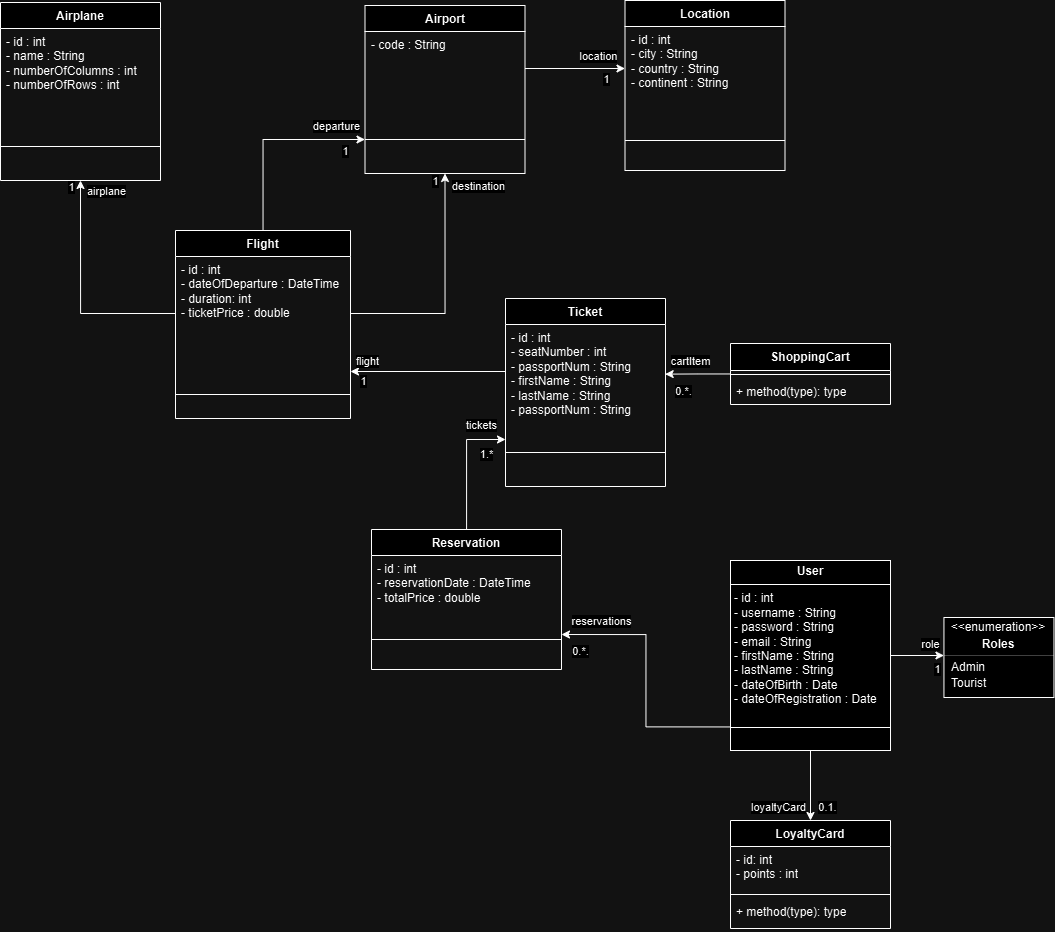 Airplane
- id : int
- name : String
- numberOfColumns : int
- numberOfRows : int
Airport
- code : String
Location
- id : int
- city : String
- country : String
- continent : String
location
1
departure
1
1
airplane
1
destination
Flight
- id : int
- dateOfDeparture : DateTime
- duration: int
- ticketPrice : double
Ticket
- id : int
- seatNumber : int
- passportNum : String
- firstName : String
- lastName : String
- passportNum : String
ShoppingCart
+ method(type): type
flight
1
cartItem
0.*.
tickets
1.*
Reservation
- id : int
- reservationDate : DateTime
- totalPrice : double
User
- id : int
- username : String
- password : String
- email : String
- firstName : String
- lastName : String
- dateOfBirth : Date
- dateOfRegistration : Date
reservations
0.*.
role
1
<<enumeration>>
Roles
Admin
Tourist
loyaltyCard
0.1.
LoyaltyCard
- id: int
- points : int
+ method(type): type